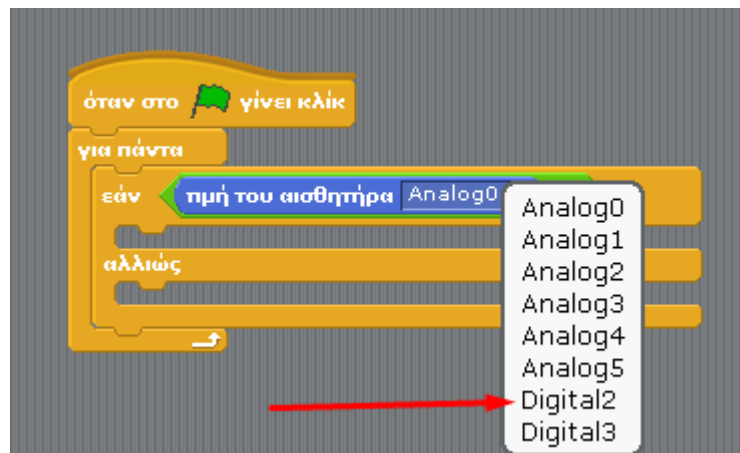 όταν στο γίνει κλίκ
για πάντα
εάν τιμή του αισθητήρα Analog0
αλλιώς
Analog0
Analog1
Analog2
Analog3
Analog4
Analog5
Digital2
Digital3